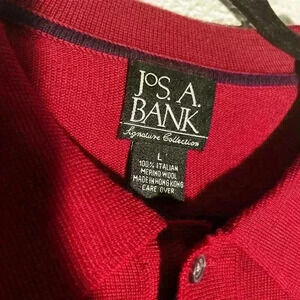 JoS. A.
BANK
Signature Collection
L
100% ITALIAN
MERINO WOOL
MADE IN HONG KONG
CARE OVER